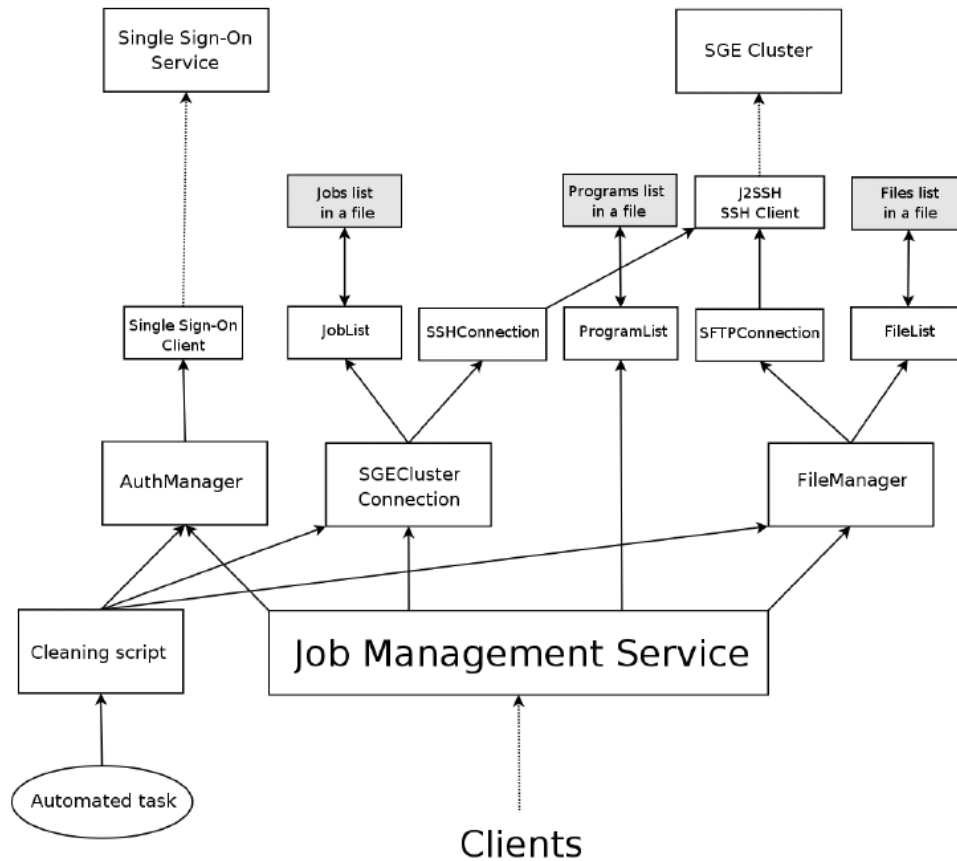 Single Sign-On
Service
SGE Cluster
Jobs list
in a file
Programs list
in a file
J2SSH
SSH Client
Files list
in a file
Single Sign-On
Client
JobList
SSHConnection
ProgramList
SFTPConnection
FileList
AuthManager
SGECluster
Connection
FileManager
Cleaning script
Job Management Service
Automated task
Clients